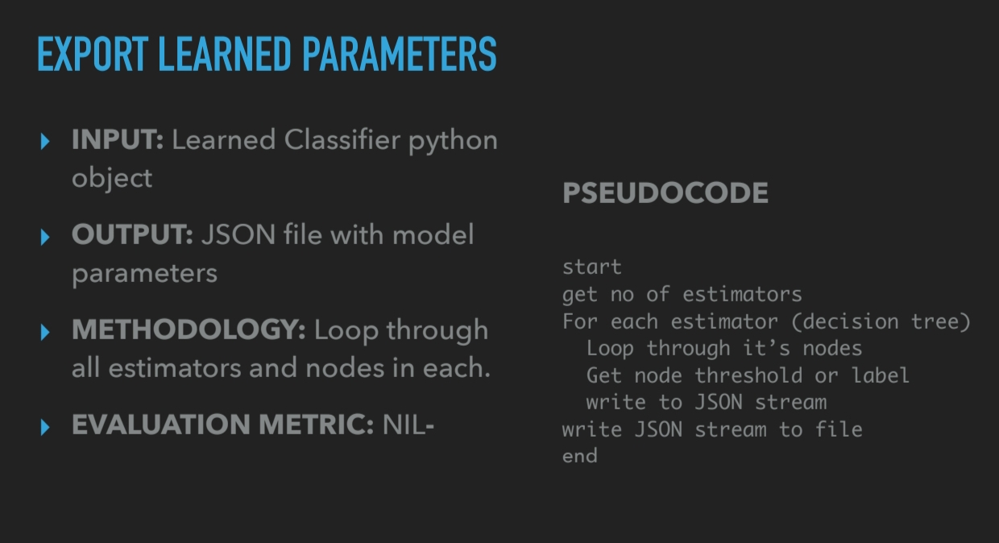 EXPORT LEARNED PARAMETERS
INPUT: Learned Classifier python
object
OUTPUT: JSON file with model
parameters
METHODOLOGY: Loop through
all estimators and nodes in each.
EVALUATION METRIC: NIL-
PSEUDOCODE
start
get no of estimators
For each estimator (decision tree)
  Loop through it’s nodes
  Get node threshold or label
  write to JSON stream
write JSON stream to file
end